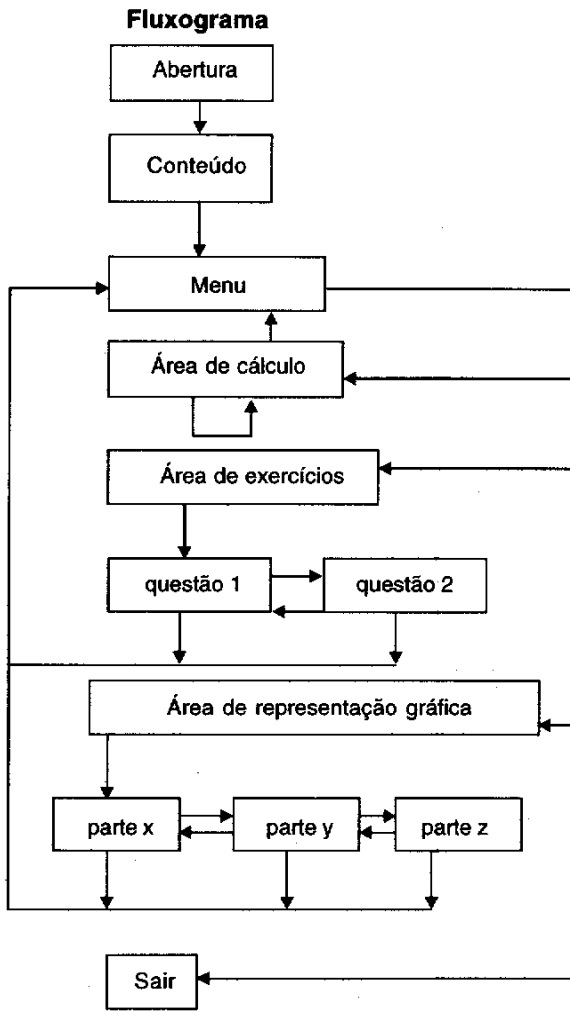 Fluxograma
Abertura
Conteúdo
Menu
Área de cálculo
Área de exercícios
questão 1
questão 2
Área de representação gráfica
parte x
parte y
parte z
Sair